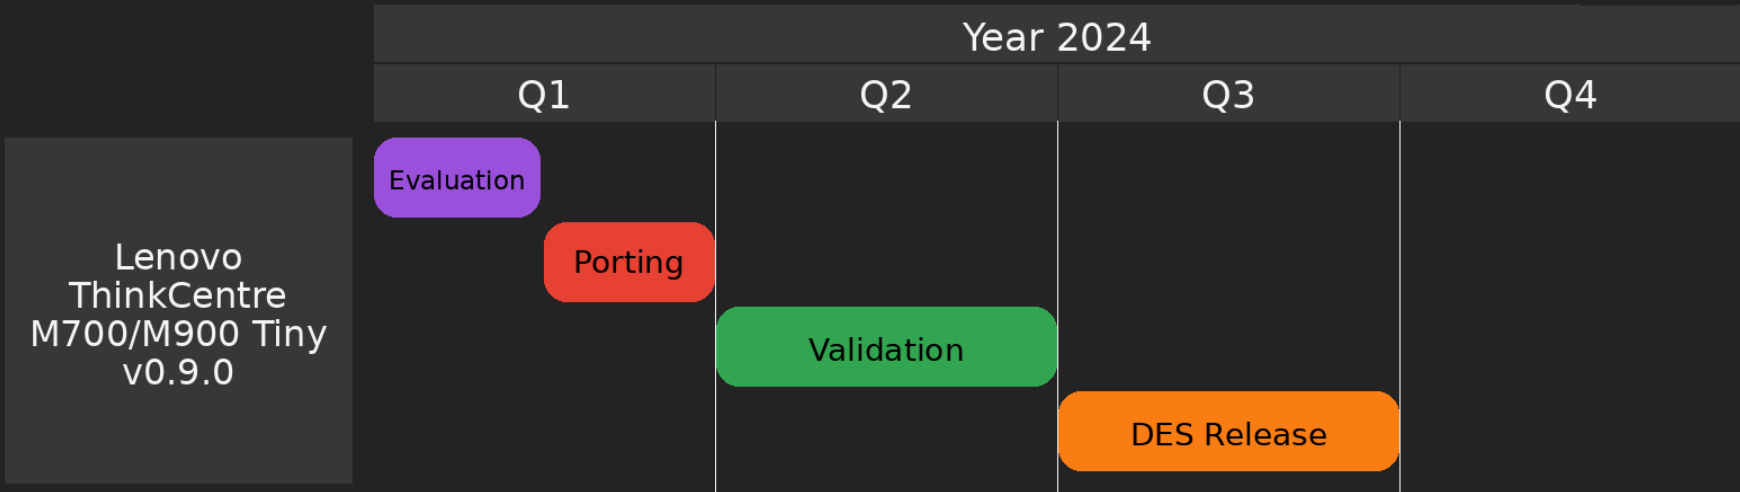 Year 2024
Q1
Q2
Q3
Q4
Evaluation
Porting
Lenovo
ThinkCentre
M700/M900 Tiny
v0.9.0
Validation
DES Release